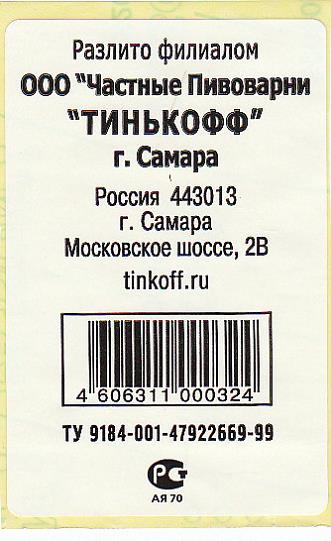 Разлито филиалом
ООО "Частные Пивоварни
"ТИНЬКОФФ"
г. Самара
Россия 443013
г. Самара
Московское шоссе, 2В
tinkoff.ru
4 606311 000324
ТУ 9184-001-47922669-99
РСТ
АЯ 70